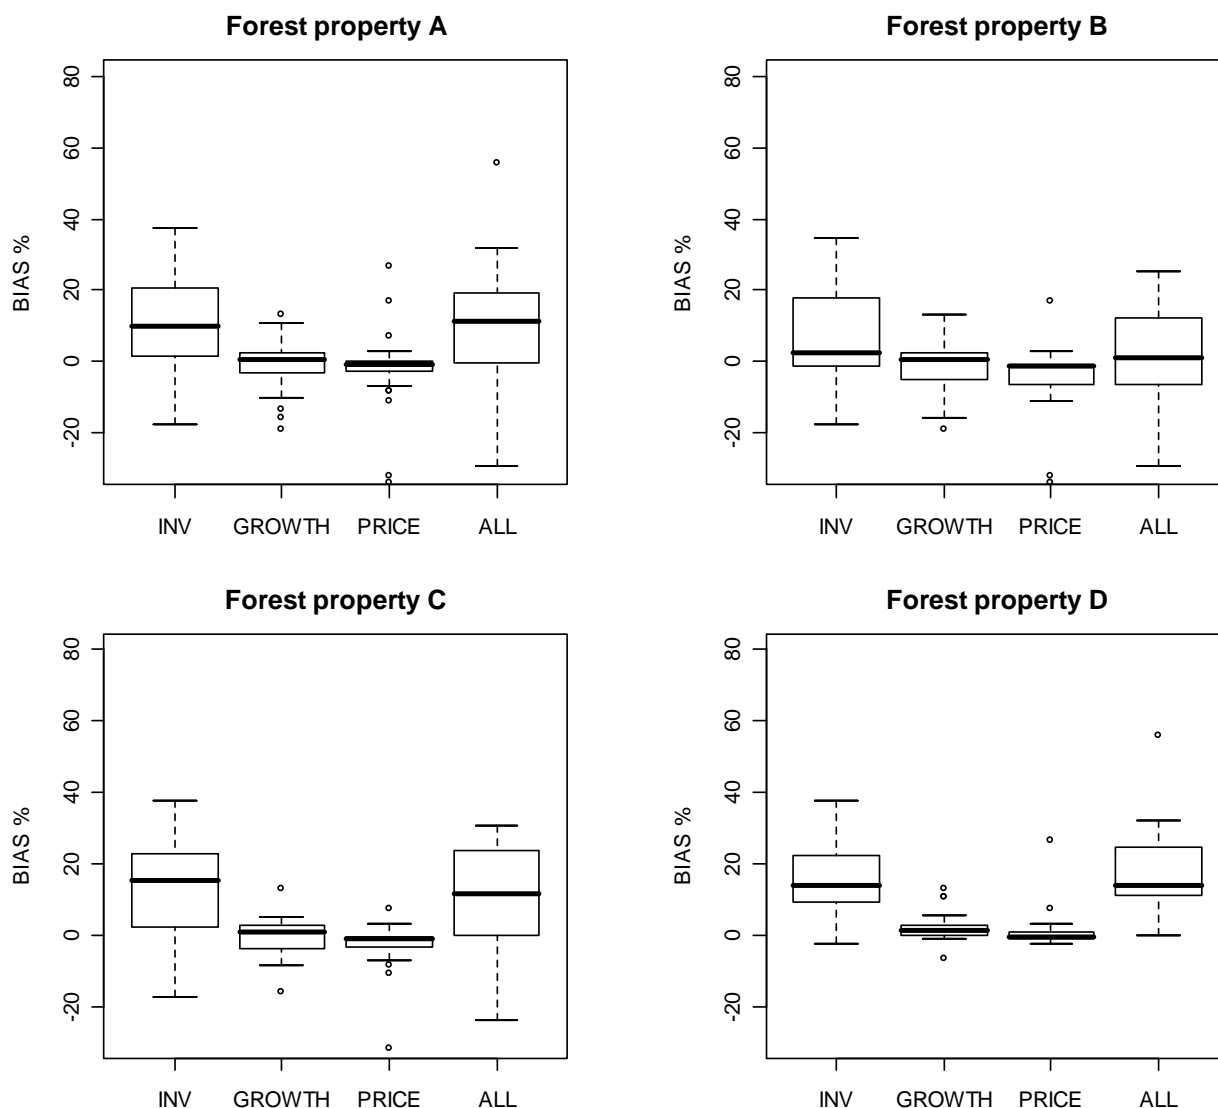 Forest property A
BIAS %
80
60
40
20
0
-20
INV GROWTH PRICE ALL
Forest property B
BIAS %
80
60
40
20
0
-20
INV GROWTH PRICE ALL
Forest property C
BIAS %
80
60
40
20
0
-20
INV GROWTH PRICE ALL
Forest property D
BIAS %
80
60
40
20
0
-20
INV GROWTH PRICE ALL